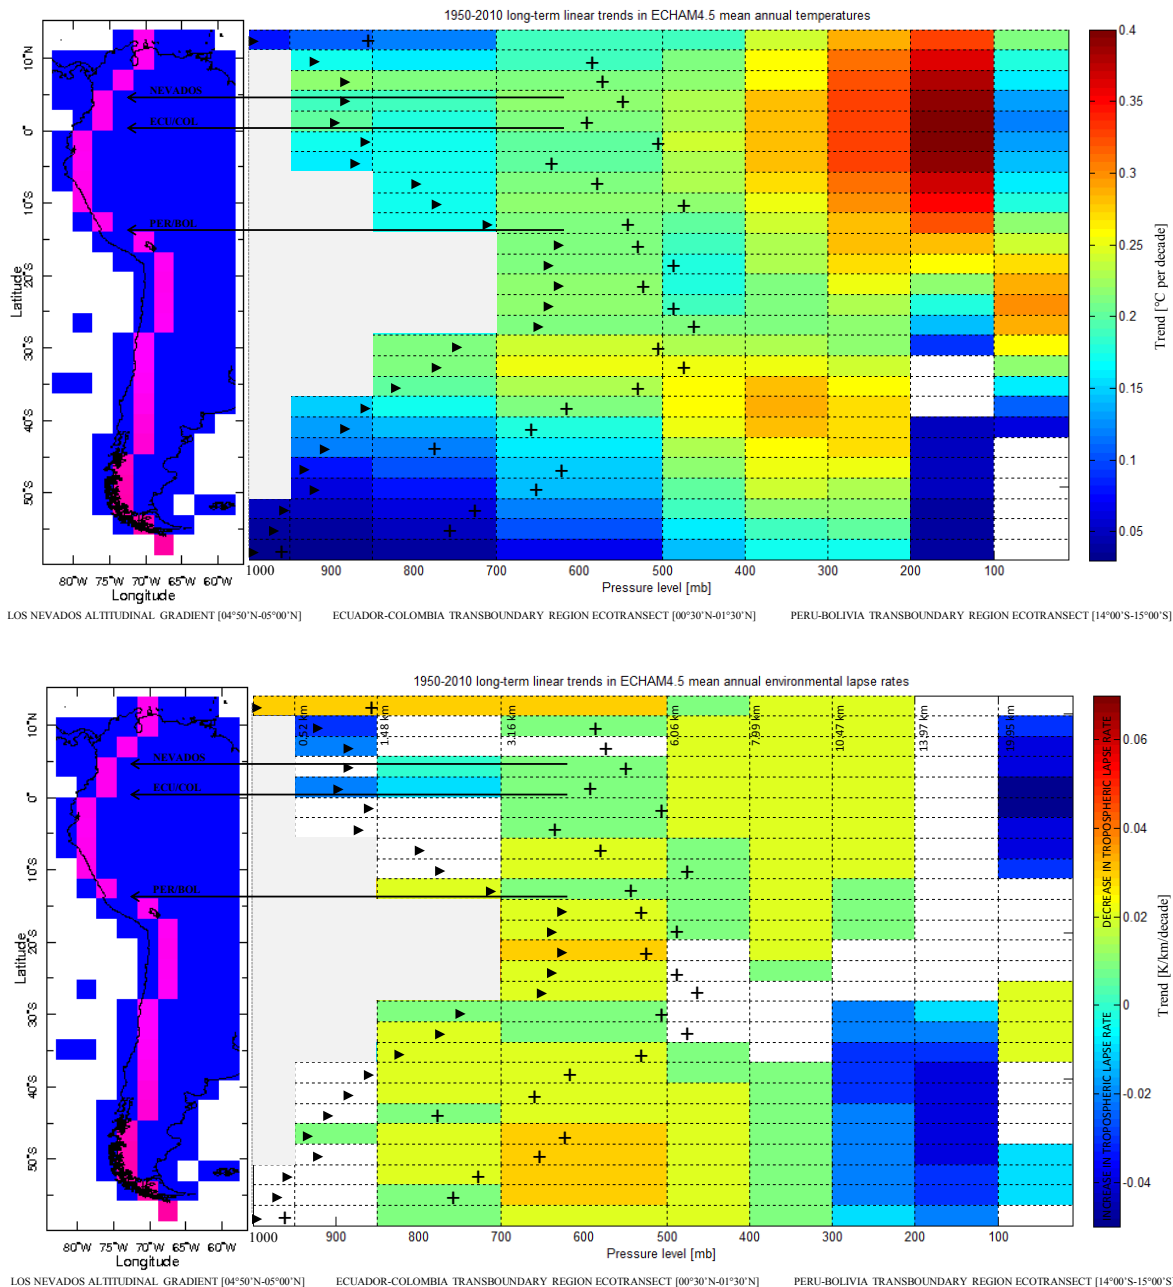 1950-2010 long-term linear trends in ECHAM4.5 mean annual temperatures
10°N
0°
10°S
20°S
30°S
40°S
50°S
Latitude
NEVADOS
ECU/COL
PER/BOL
80°W 75°W 70°W 65°W 60°W
Longitude
1000 900 800 700 600 500 400 300 200 100
Pressure level [mb]
0.4
0.35
0.3
0.25
0.2
0.15
0.1
0.05
Trend [°C per decade]
LOS NEVADOS ALTITUDINAL GRADIENT [04°50'N-05°00'N] ECUADOR-COLOMBIA TRANSBOUNDARY REGION ECOTRANSECT [00°30'N-01°30'N] PERU-BOLIVIA TRANSBOUNDARY REGION ECOTRANSECT [14°00'S-15°00'S]
1950-2010 long-term linear trends in ECHAM4.5 mean annual environmental lapse rates
10°N
0°
10°S
20°S
30°S
40°S
50°S
Latitude
NEVADOS
ECU/COL
PER/BOL
80°W 75°W 70°W 65°W 60°W
Longitude
0.52 km
1.48 km
3.16 km
6.06 km
7.97 km
10.47 km
13.97 km
19.95 km
1000 900 800 700 600 500 400 300 200 100
Pressure level [mb]
0.06
0.04
0.02
0
-0.02
-0.04
DECREASE IN TROPOSPHERIC LAPSE RATE
INCREASE IN TROPOSPHERIC LAPSE RATE
Trend [K/km/decade]
LOS NEVADOS ALTITUDINAL GRADIENT [04°50'N-05°00'N] ECUADOR-COLOMBIA TRANSBOUNDARY REGION ECOTRANSECT [00°30'N-01°30'N] PERU-BOLIVIA TRANSBOUNDARY REGION ECOTRANSECT [14°00'S-15°00'S